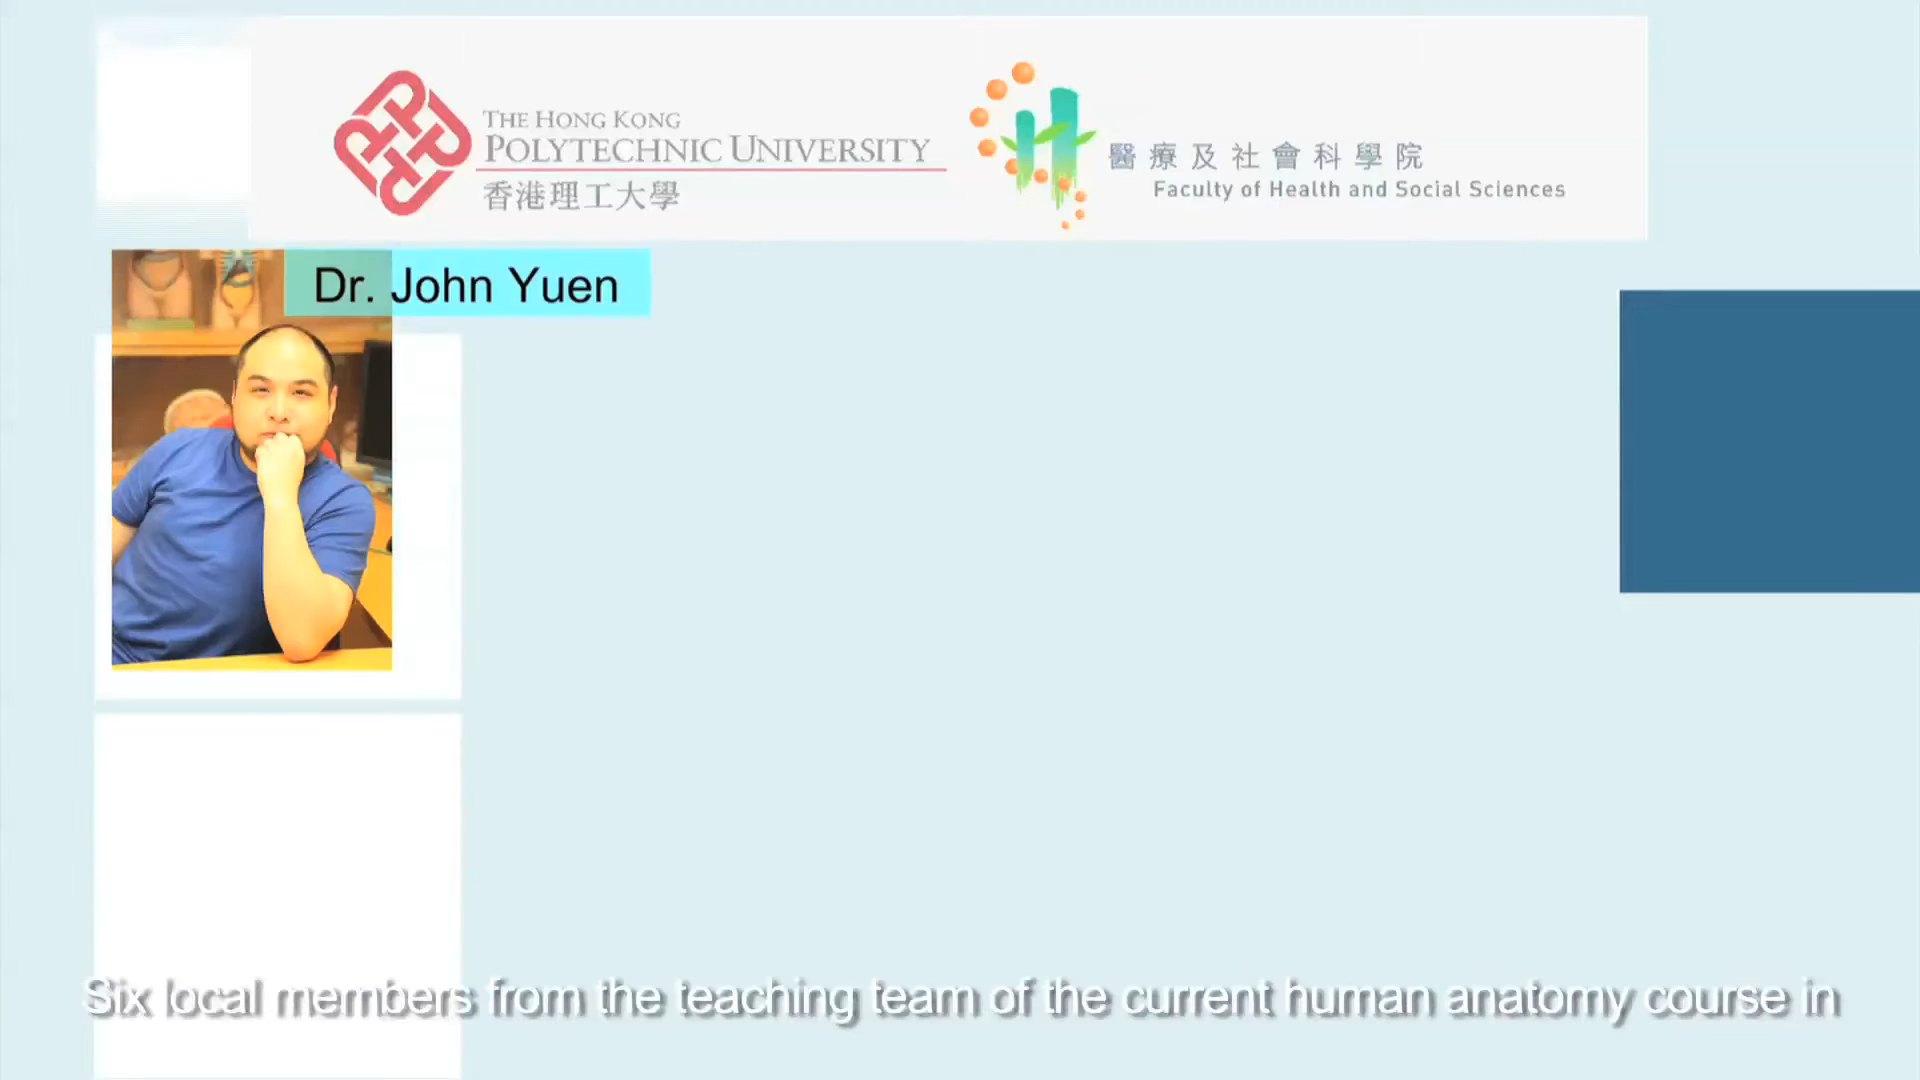 THE HONG KONG
POLYTECHNIC UNIVERSITY
香港理工大學
醫療及社會科學院
Faculty of Health and Social Sciences
Dr. John Yuen
Six local members from the teaching team of the current human anatomy course in